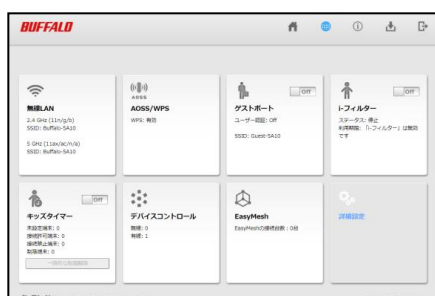 BUFFALO
無線LAN
2.4 GHz (11n/g/b)
SSID: Buffalo-5A10
5 GHz (11ax/ac/n/a)
SSID: Buffalo-5A10
AOSS
AOSS/WPS
WPS: 有効
Off
ゲストポート
ユーザー認証: Off
SSID: Guest-5A10
Off
i-フィルター
ステータス: 停止
利用期限: 「i-フィルター」は無効
です
Off
キッズタイマー
未設定端末: 0
接続許可端末: 0
接続禁止端末: 0
制限端末: 0
デバイスコントロール
無線: 0
有線: 1
EasyMesh
EasyMeshの接続台数: 0台
詳細設定